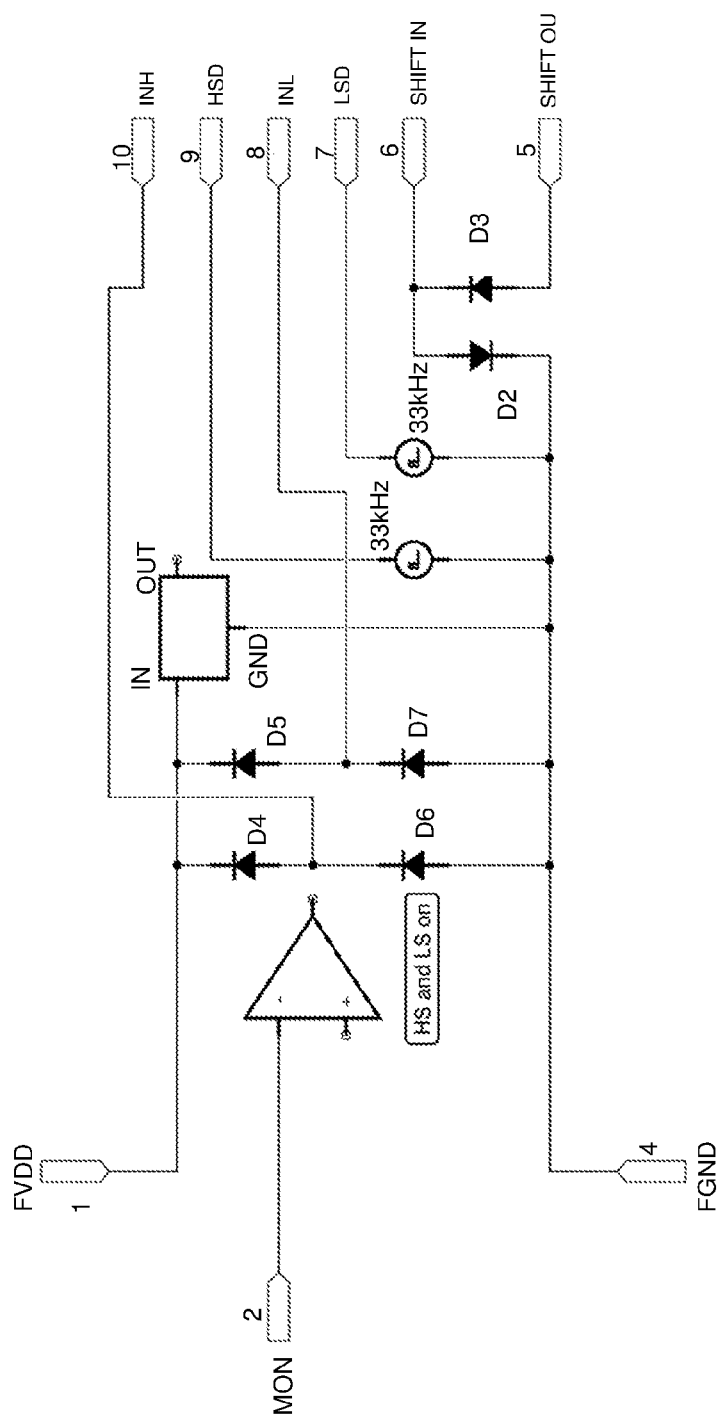 INH
10
HSD
9
INL
8
LSD
7
SHIFT IN
6
SHIFT OU
5
D3
D2
33kHz
33kHz
OUT
IN
GND
D5
D7
D4
D6
HS and LS on
FVDD
1
MON
2
FGND
4